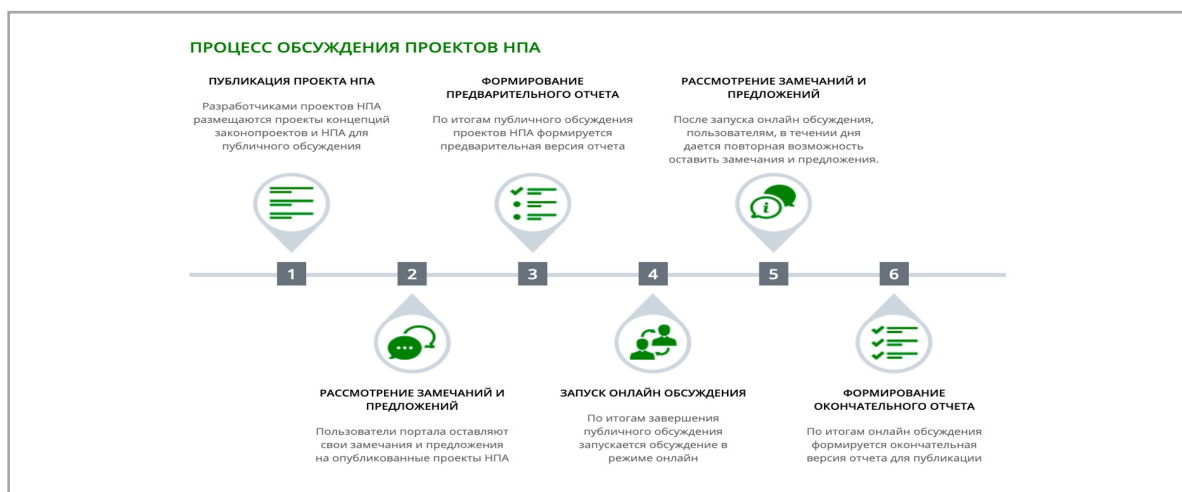 ПРОЦЕСС ОБСУЖДЕНИЯ ПРОЕКТОВ НПА
ПУБЛИКАЦИЯ ПРОЕКТА НПА
Разработчиками проектов НПА
размещаются проекты концепций
законопроектов и НПА для
публичного обсуждения
ФОРМИРОВАНИЕ
ПРЕДВАРИТЕЛЬНОГО ОТЧЕТА
По итогам публичного обсуждения
проектов НПА формируется
предварительная версия отчета
РАССМОТРЕНИЕ ЗАМЕЧАНИЙ И
ПРЕДЛОЖЕНИЙ
После запуска онлайн обсуждения,
пользователям, в течении дня
дается повторная возможность
оставить замечания и предложения.
1
2
3
4
5
6
РАССМОТРЕНИЕ ЗАМЕЧАНИЙ И
ПРЕДЛОЖЕНИЙ
Пользователи портала оставляют
свои замечания и предложения
на опубликованные проекты НПА
ЗАПУСК ОНЛАЙН ОБСУЖДЕНИЯ
По итогам завершения
публичного обсуждения
запускается обсуждение в
режиме онлайн
ФОРМИРОВАНИЕ
ОКОНЧАТЕЛЬНОГО ОТЧЕТА
По итогам онлайн обсуждения
формируется окончательная
версия отчета для публикации